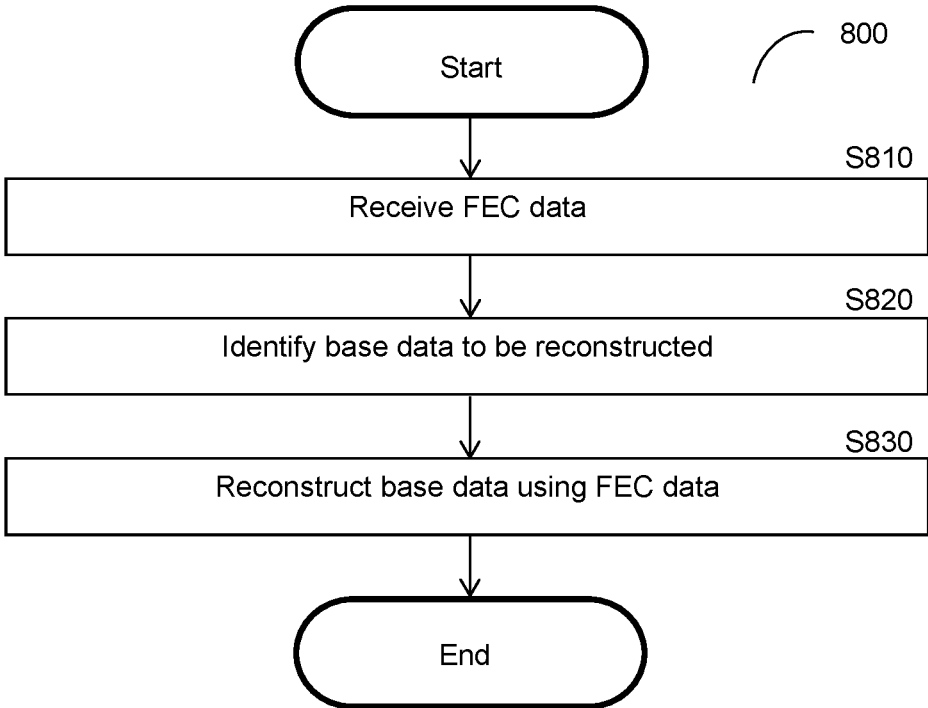 Start
800
S810
Receive FEC data
S820
Identify base data to be reconstructed
S830
Reconstruct base data using FEC data
End